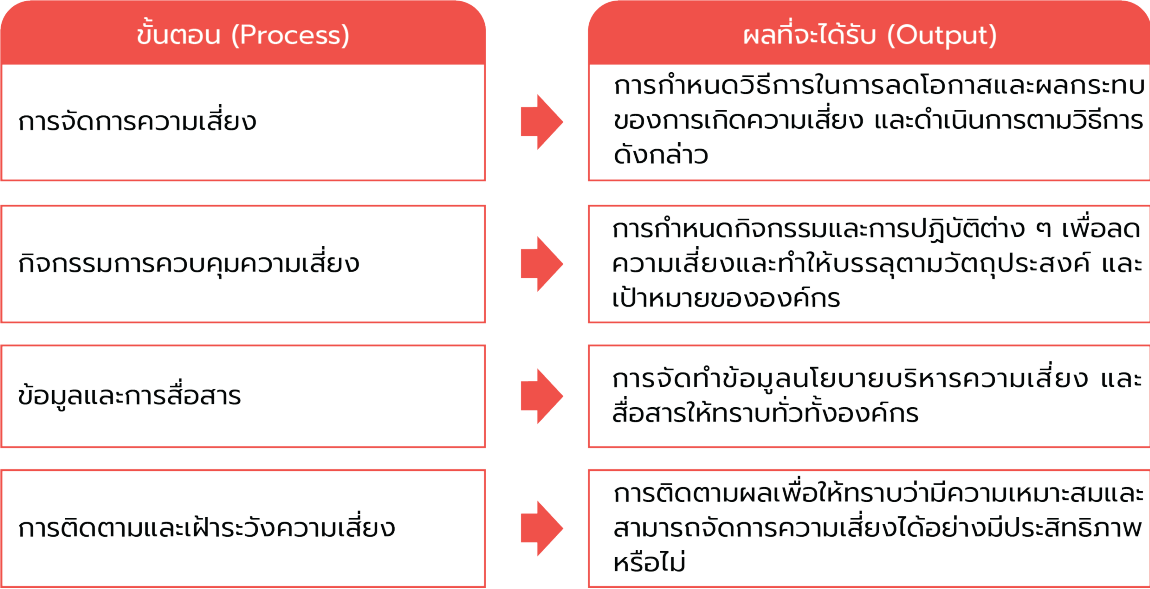 ขั้นตอน (Process)
ผลที่จะได้รับ (Output)
การจัดการความเสี่ยง
การกำหนดวิธีการในการลดโอกาสและผลกระทบ
ของการเกิดความเสี่ยง และดำเนินการตามวิธีการ
ดังกล่าว
กิจกรรมการควบคุมความเสี่ยง
การกำหนดกิจกรรมและการปฏิบัติต่าง ๆ เพื่อลด
ความเสี่ยงและทำให้บรรลุตามวัตถุประสงค์ และ
เป้าหมายขององค์กร
ข้อมูลและการสื่อสาร
การจัดทำข้อมูลนโยบายบริหารความเสี่ยง และ
สื่อสารให้ทราบทั่วทั้งองค์กร
การติดตามและเฝ้าระวังความเสี่ยง
การติดตามผลเพื่อให้ทราบว่ามีความเหมาะสมและ
สามารถจัดการความเสี่ยงได้อย่างมีประสิทธิภาพ
หรือไม่